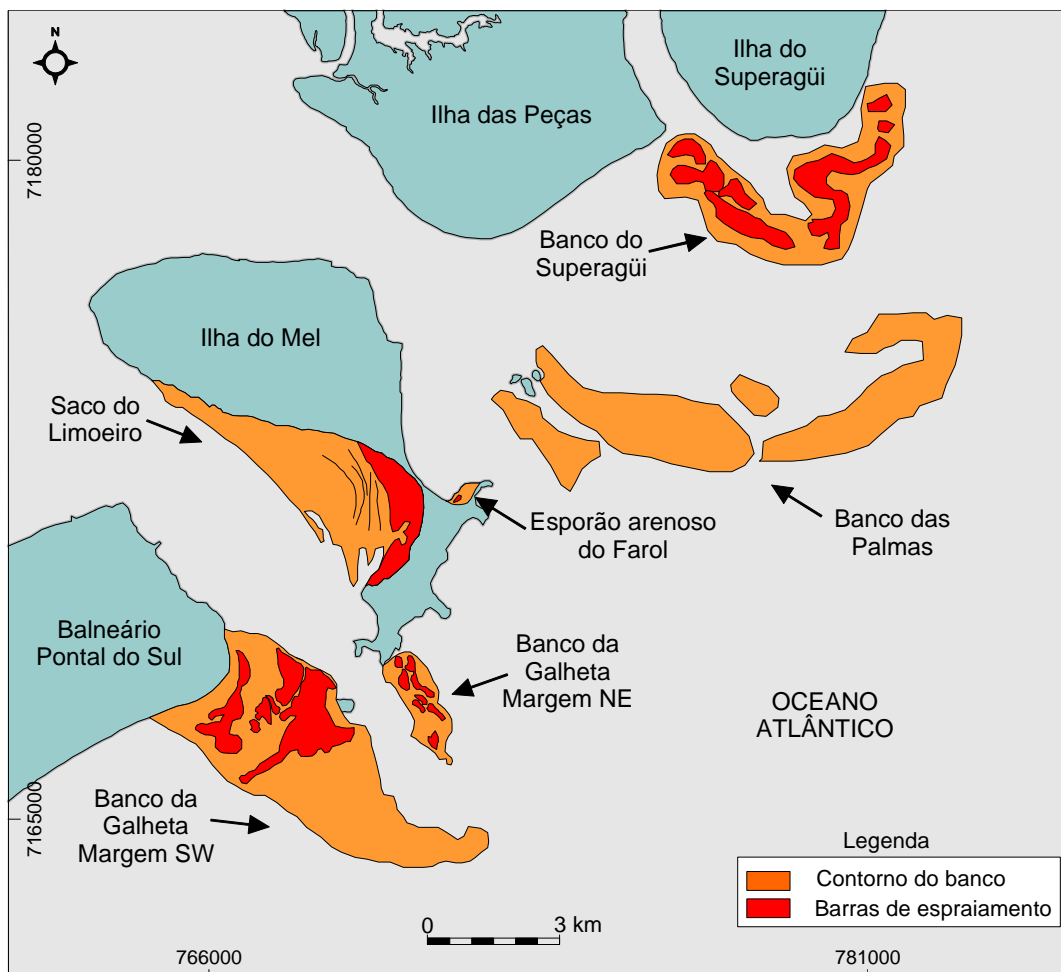 N
Ilha do
Superagüi
Ilha das Peças
7180000
Banco do
Superagüi
Ilha do Mel
Saco do
Limoeiro
Esporão arenoso
do Farol
Banco das
Palmas
Balneário
Pontal do Sul
Banco da
Galheta
Margem NE
OCEANO
ATLÂNTICO
7165000
Banco da
Galheta
Margem SW
Legenda
Contorno do banco
Barras de espraiamento
0 3 km
766000
781000